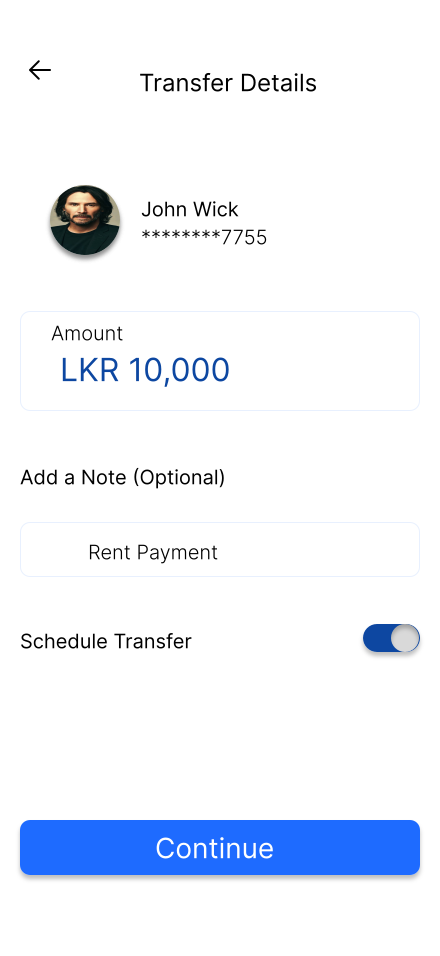 Transfer Details
John Wick
********7755
Amount
LKR 10,000
Add a Note (Optional)
Rent Payment
Schedule Transfer
Continue